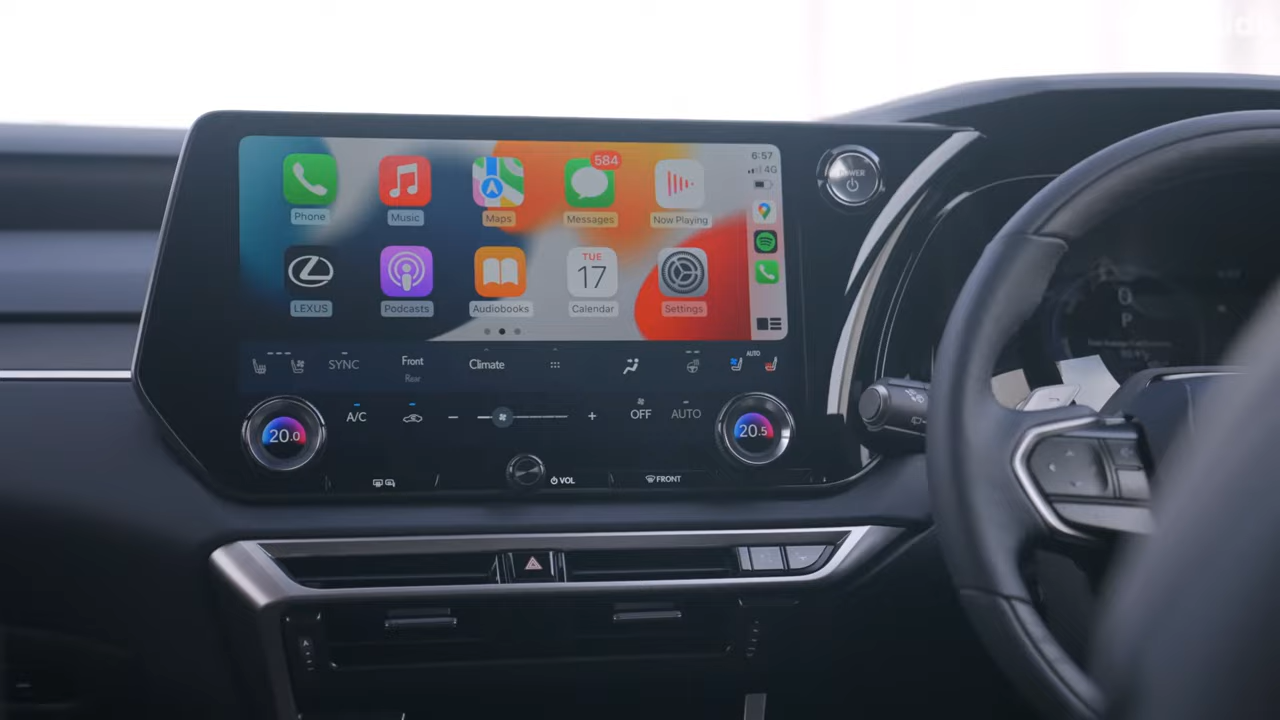 6:57
4G
584
Phone
Music
Maps
Messages
Now Playing
LEXUS
Podcasts
Audiobooks
TUE
17
Calendar
Settings
POWER
SYNC
Front
Rear
Climate
AUTO
A/C
OFF
AUTO
20.0
20.5
VOL
FRONT
P